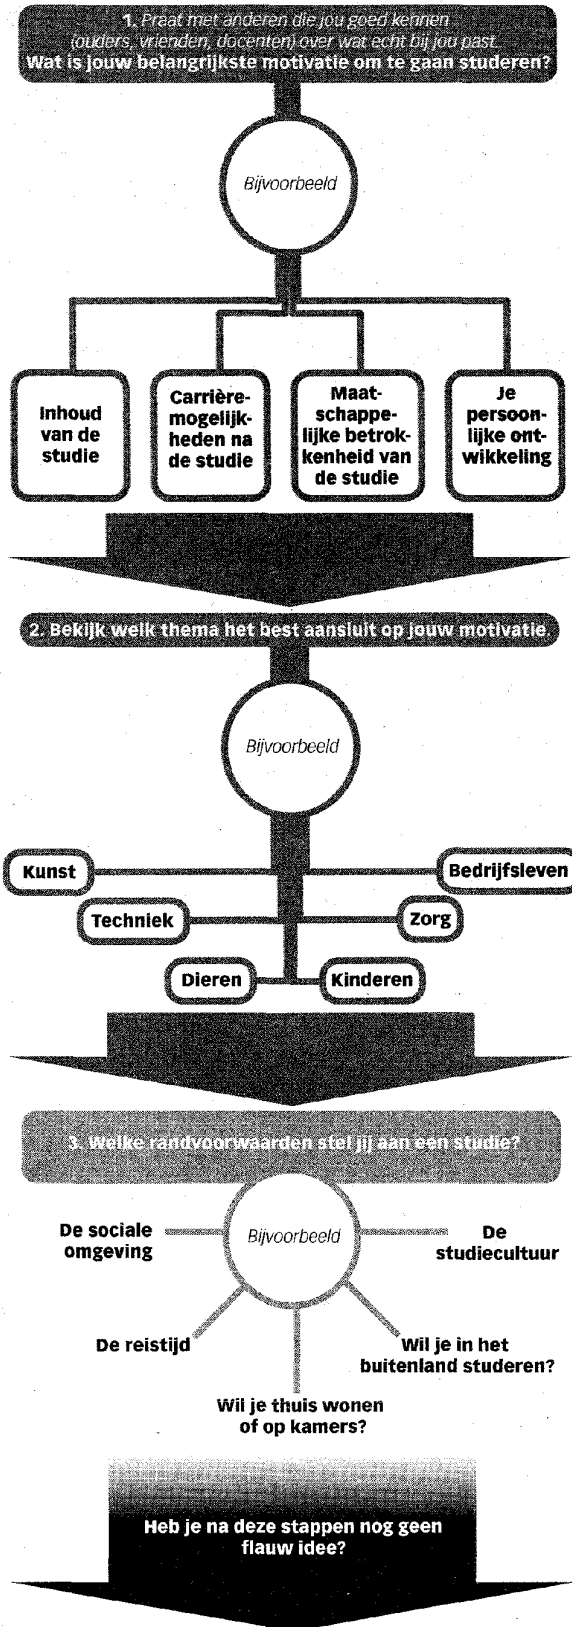 1. Praat met anderen die jou goed kennen
(ouders, vrienden, docenten) over wat echt bij jou past.
Wat is jouw belangrijkste motivatie om te gaan studeren?
Bijvoorbeeld
Inhoud
van de
studie
Carrière-
mogelijk-
heden na
de studie
Maat-
schappe-
lijke betrok-
kenheid van
de studie
Je
persoon-
lijke ont-
wikkeling
2. Bekijk welk thema het best aansluit op jouw motivatie.
Bijvoorbeeld
Kunst
Bedrijfsleven
Techniek
Zorg
Dieren
Kinderen
3. Welke randvoorwaarden stel jij aan een studie?
Bijvoorbeeld
De sociale
omgeving
De
studiecultuur
De reistijd
Wil je in het
buitenland studeren?
Wil je thuis wonen
of op kamers?
Heb je na deze stappen nog geen
flauw idee?